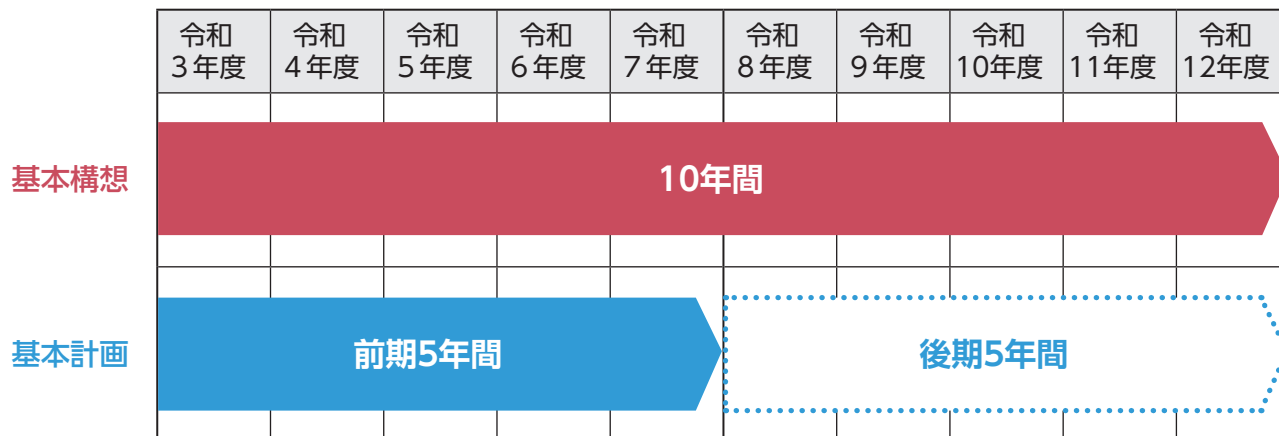 令和
3年度
令和
4年度
令和
5年度
令和
6年度
令和
7年度
令和
8年度
令和
9年度
令和
10年度
令和
11年度
令和
12年度
基本構想
10年間
基本計画
前期5年間
後期5年間